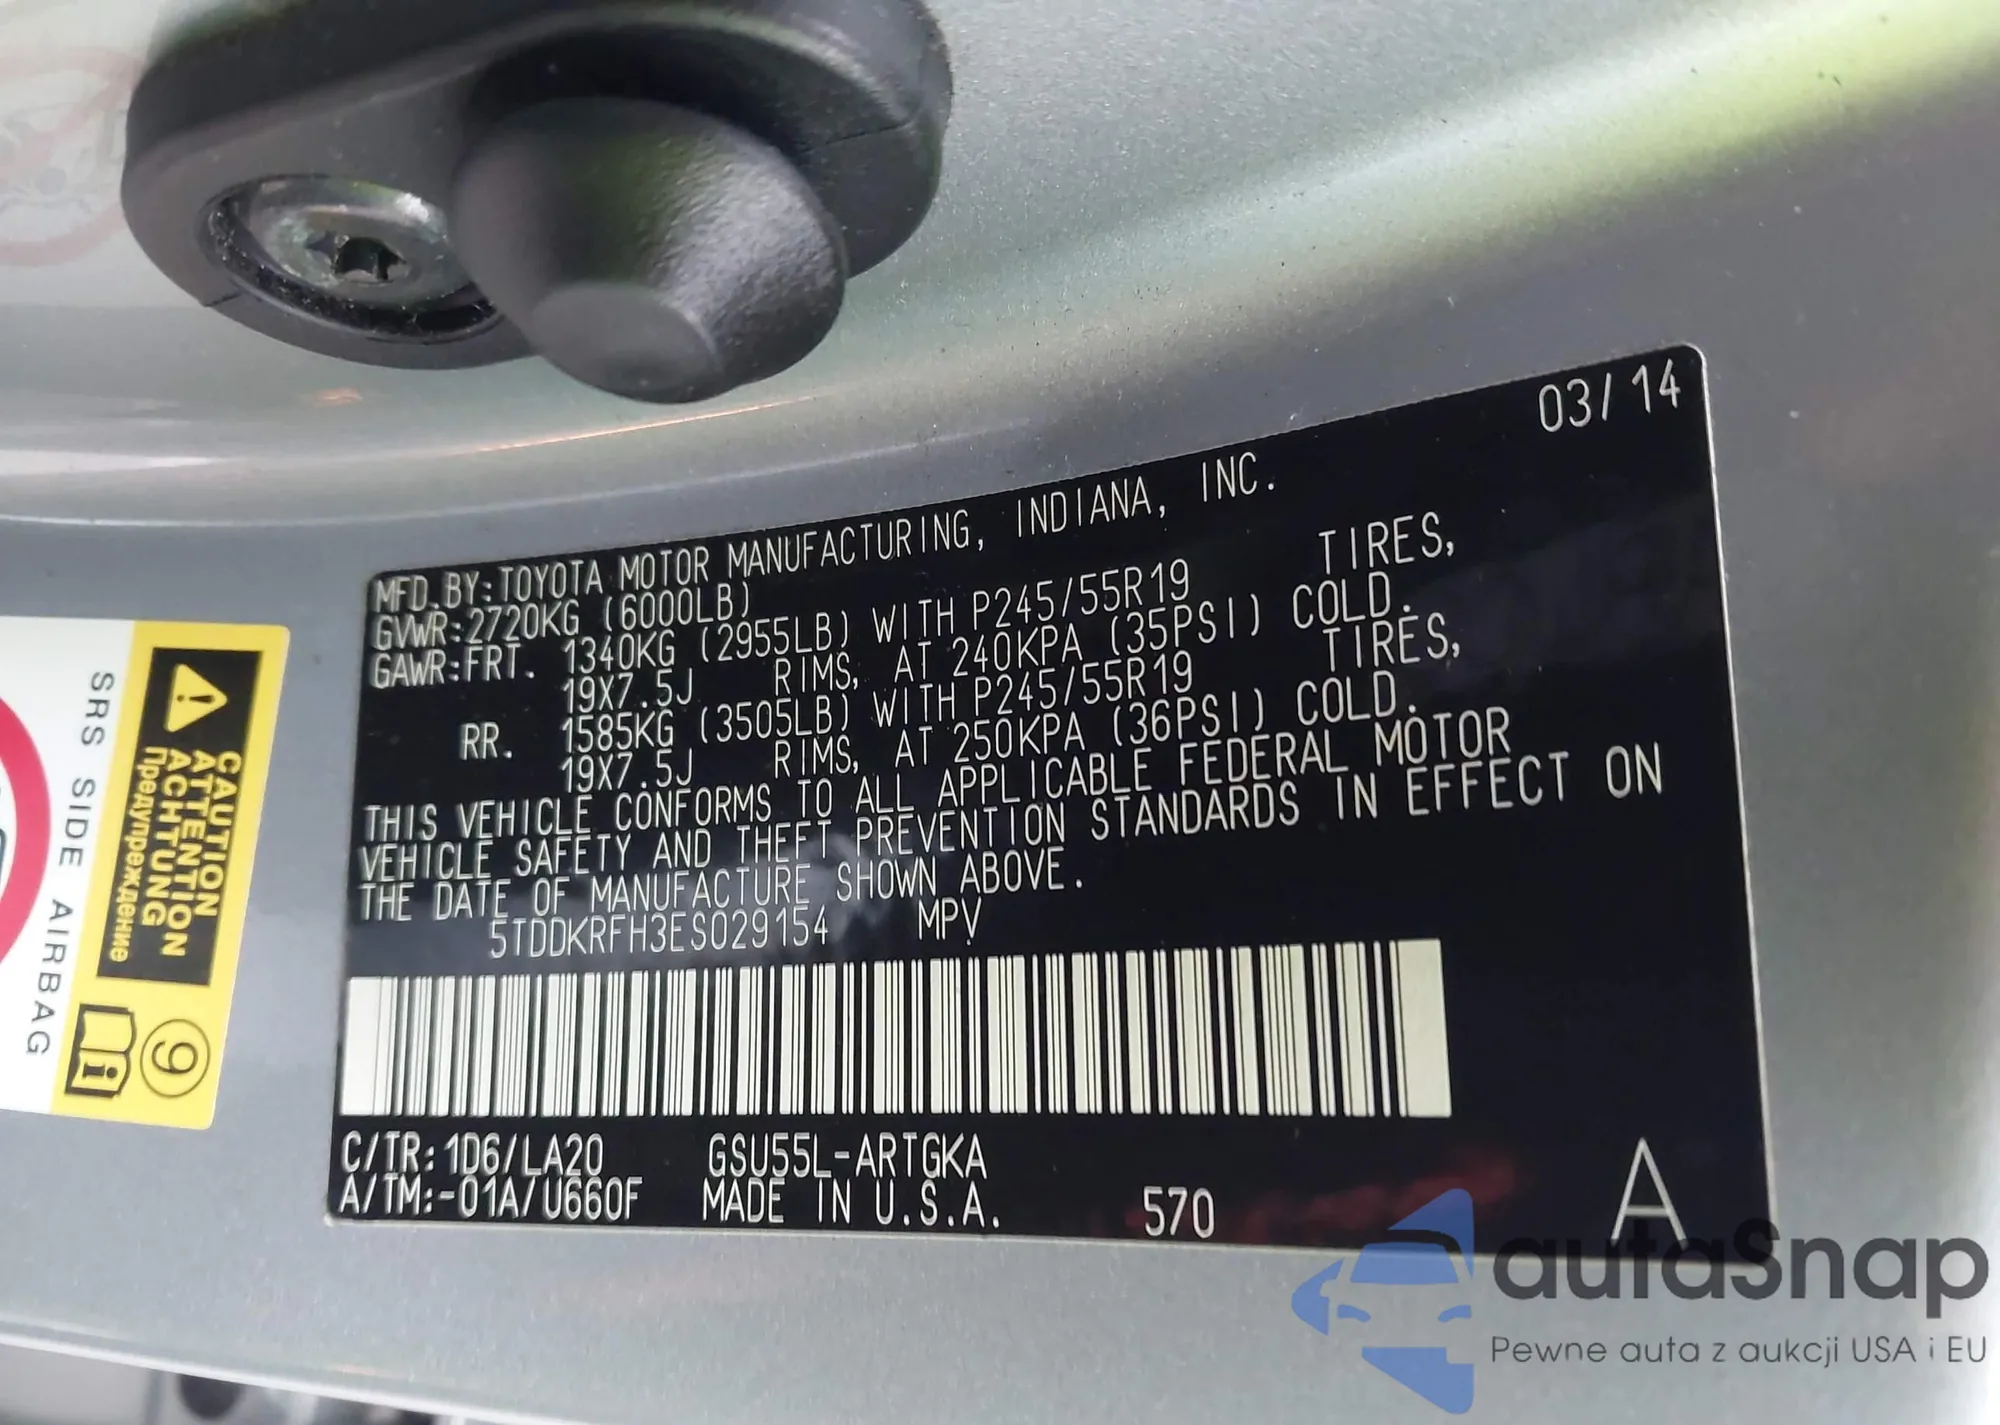 03/14
MFD.BY:TOYOTA MOTOR MANUFACTURING, INDIANA, INC.
GVWR:2720KG (6000LB)
GAWR:FRT. 1340KG (2955LB) WITH P245/55R19 TIRES,
19X7.5J RIMS, AT 240KPA (35PSI) COLD.
RR. 1585KG (3505LB) WITH P245/55R19 TIRES,
19X7.5J RIMS, AT 250KPA (36PSI) COLD.
THIS VEHICLE CONFORMS TO ALL APPLICABLE FEDERAL MOTOR
VEHICLE SAFETY AND THEFT PREVENTION STANDARDS IN EFFECT ON
THE DATE OF MANUFACTURE SHOWN ABOVE.
5TDDKRFH3ES029154 MPV
C/TR:1D6/LA20 GSU55L-ARTGKA
A/TM:-01A/U660F MADE IN U.S.A. 570 A
CAUTION
ATTENTION
ACHTUNG
Предупреждение
SRS SIDE AIRBAG
9
i
autaSnap
Pewne auta z aukcji USA i EU